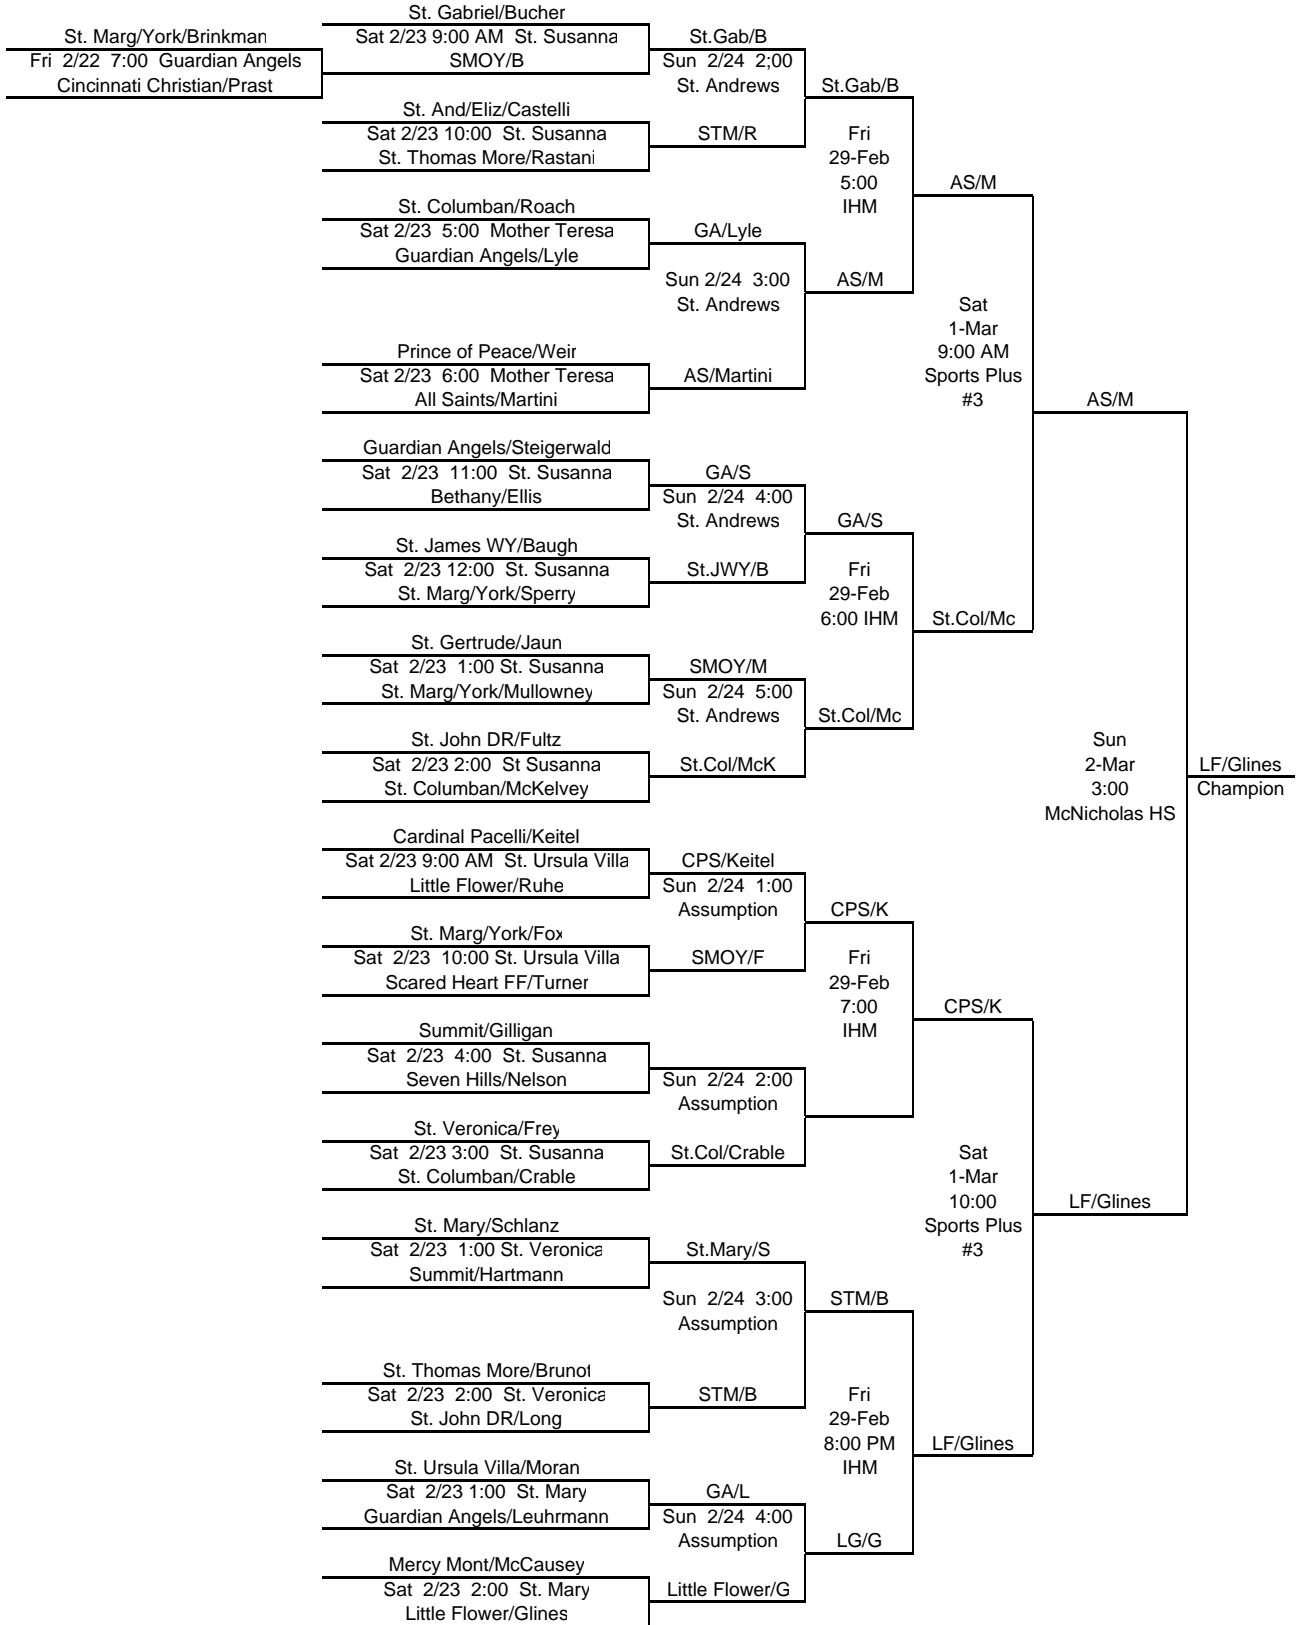 St. Gabriel/Bucher
St. Marg/York/Brinkman
Sat 2/23 9:00 AM St. Susanna
St.Gab/B
Fri 2/22 7:00 Guardian Angels
SMOY/B
Sun 2/24 2;00
Cincinnati Christian/Prast
St. Andrews
St.Gab/B
St. And/Eliz/Castelli
Sat 2/23 10:00 St. Susanna
STM/R
Fri
St. Thomas More/Rastani
29-Feb
5:00
AS/M
St. Columban/Roach
IHM
Sat 2/23 5:00 Mother Teresa
GA/Lyle
Guardian Angels/Lyle
Sun 2/24 3:00
AS/M
St. Andrews
Sat
1-Mar
Prince of Peace/Weir
9:00 AM
Sat 2/23 6:00 Mother Teresa
AS/Martini
Sports Plus
All Saints/Martini
#3
AS/M
Guardian Angels/Steigerwald
Sat 2/23 11:00 St. Susanna
GA/S
Bethany/Ellis
Sun 2/24 4:00
St. Andrews
GA/S
St. James WY/Baugh
Sat 2/23 12:00 St. Susanna
St.JWY/B
Fri
St. Marg/York/Sperry
29-Feb
6:00 IHM
St.Col/Mc
St. Gertrude/Jaun
Sat 2/23 1:00 St. Susanna
SMOY/M
St. Marg/York/Mullowney
Sun 2/24 5:00
St. Andrews
St.Col/Mc
St. John DR/Fultz
Sun
Sat 2/23 2:00 St Susanna
St.Col/McK
2-Mar
LF/Glines
St. Columban/McKelvey
3:00
Champion
McNicholas HS
Cardinal Pacelli/Keitel
Sat 2/23 9:00 AM St. Ursula Villa
CPS/Keitel
Little Flower/Ruhe
Sun 2/24 1:00
Assumption
CPS/K
St. Marg/York/Fox
Sat 2/23 10:00 St. Ursula Villa
SMOY/F
Fri
Scared Heart FF/Turner
29-Feb
7:00
CPS/K
Summit/Gilligan
IHM
Sat 2/23 4:00 St. Susanna
Seven Hills/Nelson
Sun 2/24 2:00
Assumption
St. Veronica/Frey
Sat 2/23 3:00 St. Susanna
St.Col/Crable
Sat
St. Columban/Crable
1-Mar
10:00
LF/Glines
St. Mary/Schlanz
Sports Plus
Sat 2/23 1:00 St. Veronica
St.Mary/S
#3
Summit/Hartmann
Sun 2/24 3:00
STM/B
Assumption
St. Thomas More/Brunot
Sat 2/23 2:00 St. Veronica
STM/B
Fri
St. John DR/Long
29-Feb
8:00 PM
LF/Glines
St. Ursula Villa/Moran
IHM
Sat 2/23 1:00 St. Mary
GA/L
Guardian Angels/Leuhrmann
Sun 2/24 4:00
Assumption
LG/G
Mercy Mont/McCausey
Sat 2/23 2:00 St. Mary
Little Flower/G
Little Flower/Glines